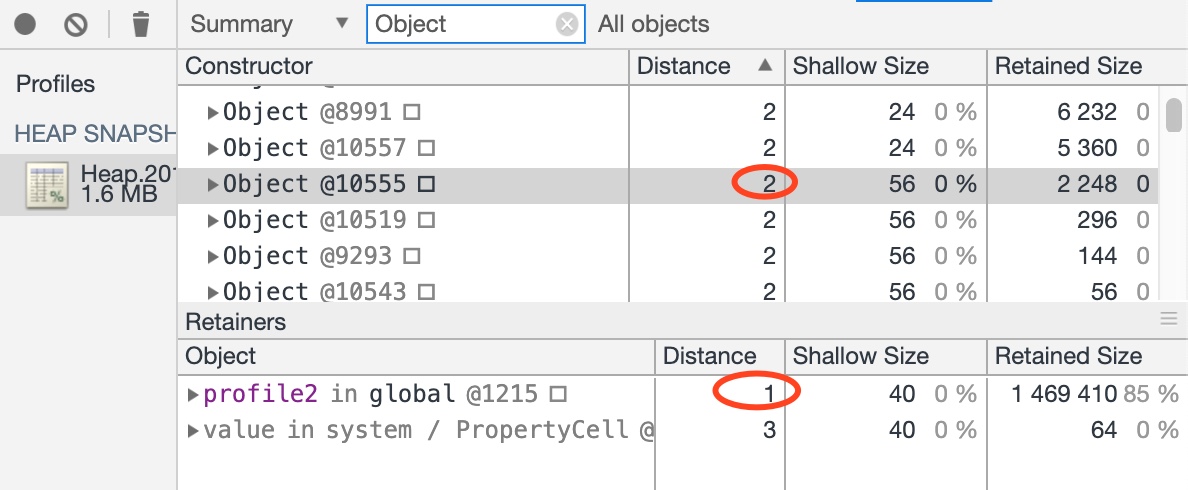 Summary ▼ Object All objects
Profiles
HEAP SNAPSH
Heap.201
1.6 MB %
Constructor Distance ▲ Shallow Size Retained Size
▶Object @8991 □ 2 24 0 % 6 232 0
▶Object @10557 □ 2 24 0 % 5 360 0
▶Object @10555 □ 2 56 0 % 2 248 0
▶Object @10519 □ 2 56 0 % 296 0
▶Object @9293 □ 2 56 0 % 144 0
▶Object @10543 □ 2 56 0 % 56 0
Retainers
Object Distance Shallow Size Retained Size
▶profile2 in global @1215 □ 1 40 0 % 1 469 410 85 %
▶value in system / PropertyCell @ 3 40 0 % 64 0 %